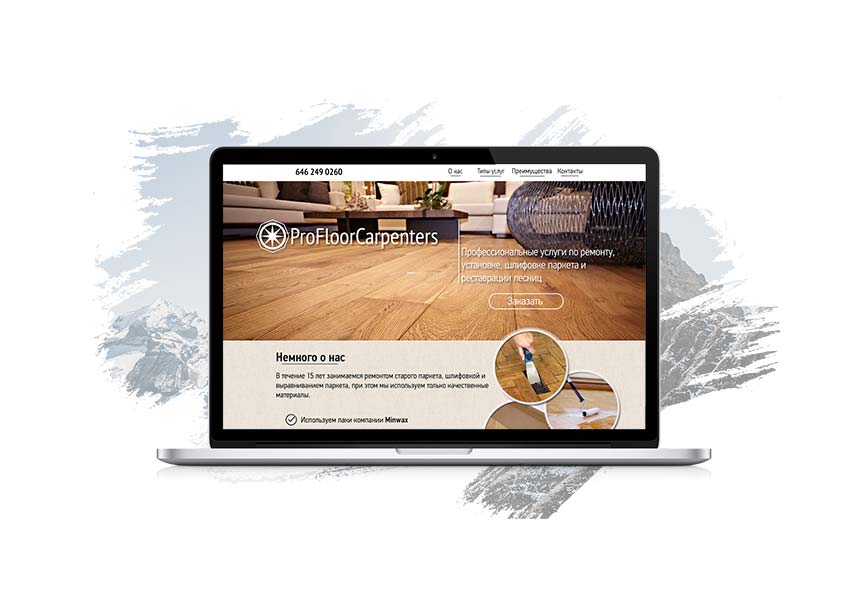 646 249 0260
О нас Типы услуг Преимущества Контакты
ProFloorCarpenters
Профессиональные услуги по ремонту,
установке, шлифовке паркета и
реставрации лесниц
Заказать
Немного о нас
В течение 15 лет занимаемся ремонтом старого паркета, шлифовкой и
выравниванием паркета, при этом мы используем только качественные
материалы.
Используем лаки компании Minwax